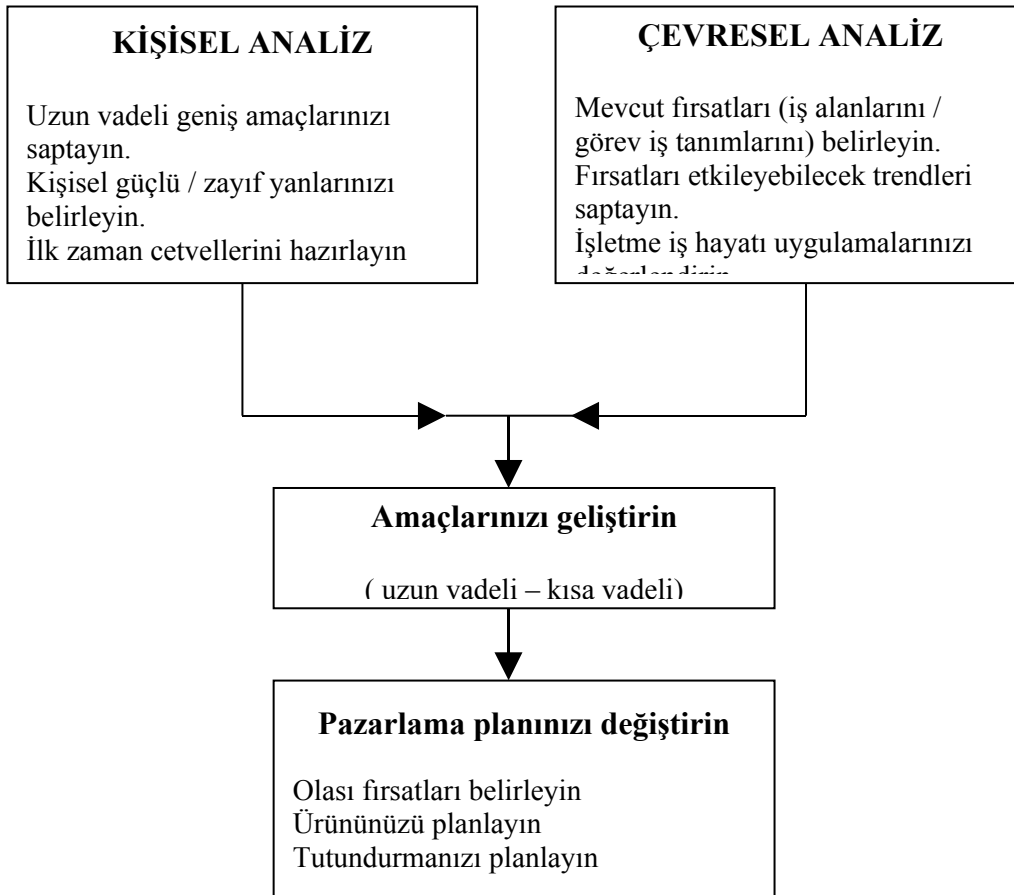 KİŞİSEL ANALİZ
Uzun vadeli geniş amaçlarınızı
saptayın.
Kişisel güçlü / zayıf yanlarınızı
belirleyin.
İlk zaman cetvellerini hazırlayın
ÇEVRESEL ANALİZ
Mevcut fırsatları (iş alanlarını /
görev iş tanımlarını) belirleyin.
Fırsatları etkileyebilecek trendleri
saptayın.
İşletme iş hayatı uygulamalarınızı
değerlendirin
Amaçlarınızı geliştirin
( uzun vadeli – kısa vadeli)
Pazarlama planınızı değiştirin
Olası fırsatları belirleyin
Ürününüzü planlayın
Tutundurmanızı planlayın